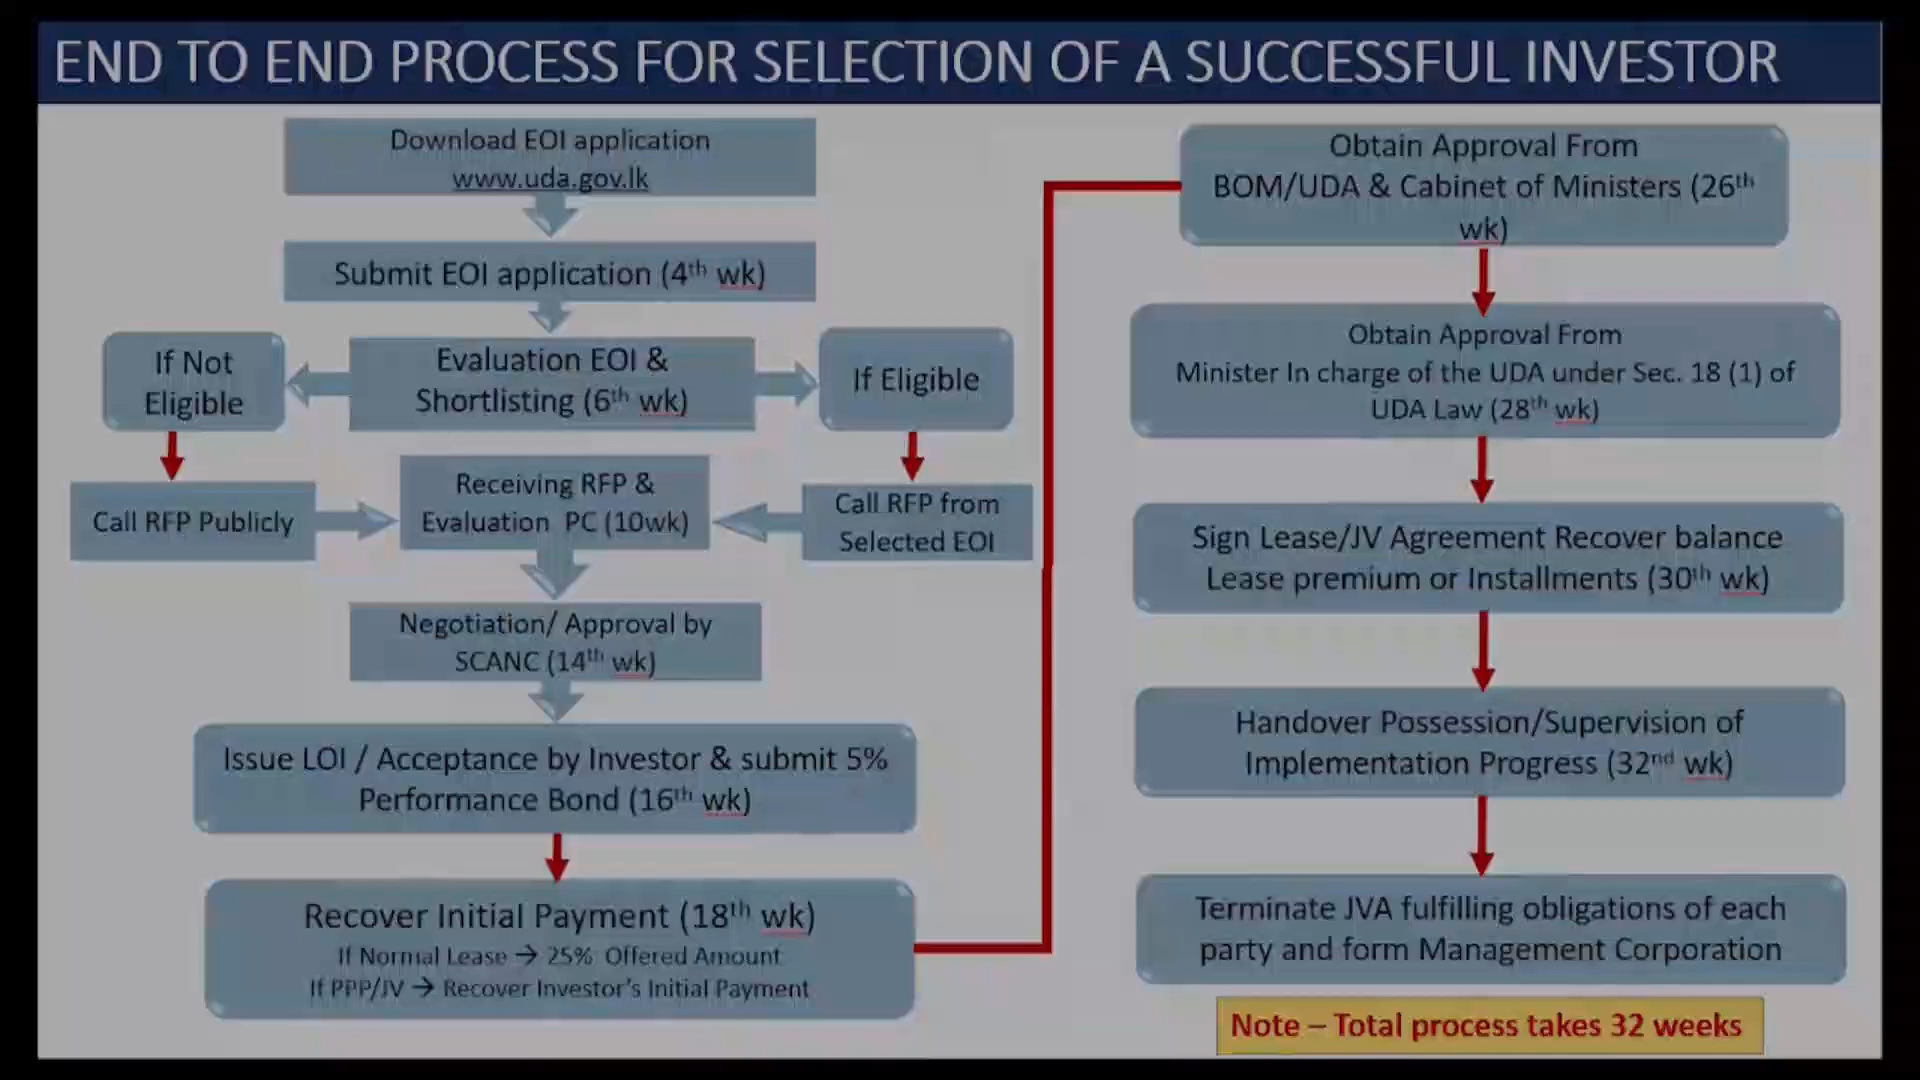 END TO END PROCESS FOR SELECTION OF A SUCCESSFUL INVESTOR
Download EOI application
www.uda.gov.lk
Submit EOI application (4th wk)
If Not
Eligible
Evaluation EOI &
Shortlisting (6th wk)
If Eligible
Call RFP Publicly
Receiving RFP &
Evaluation PC (10wk)
Call RFP from
Selected EOI
Negotiation/ Approval by
SCANC (14th wk)
Issue LOI / Acceptance by Investor & submit 5%
Performance Bond (16th wk)
Recover Initial Payment (18th wk)
If Normal Lease → 25% Offered Amount
If PPP/JV → Recover Investor's Initial Payment
Obtain Approval From
BOM/UDA & Cabinet of Ministers (26th
wk)
Obtain Approval From
Minister In charge of the UDA under Sec. 18 (1) of
UDA Law (28th wk)
Sign Lease/JV Agreement Recover balance
Lease premium or Installments (30th wk)
Handover Possession/Supervision of
Implementation Progress (32nd wk)
Terminate JVA fulfilling obligations of each
party and form Management Corporation
Note – Total process takes 32 weeks